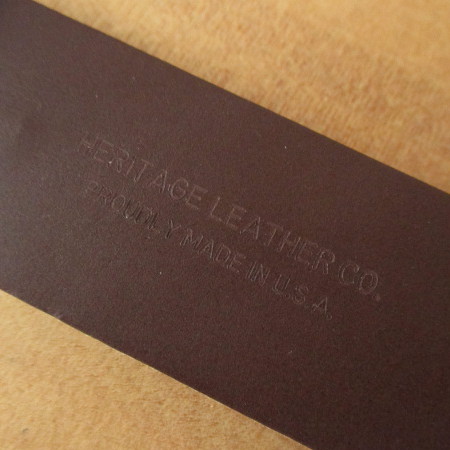 HERITAGE LEATHER CO.
PROUDLY MADE IN U.S.A.